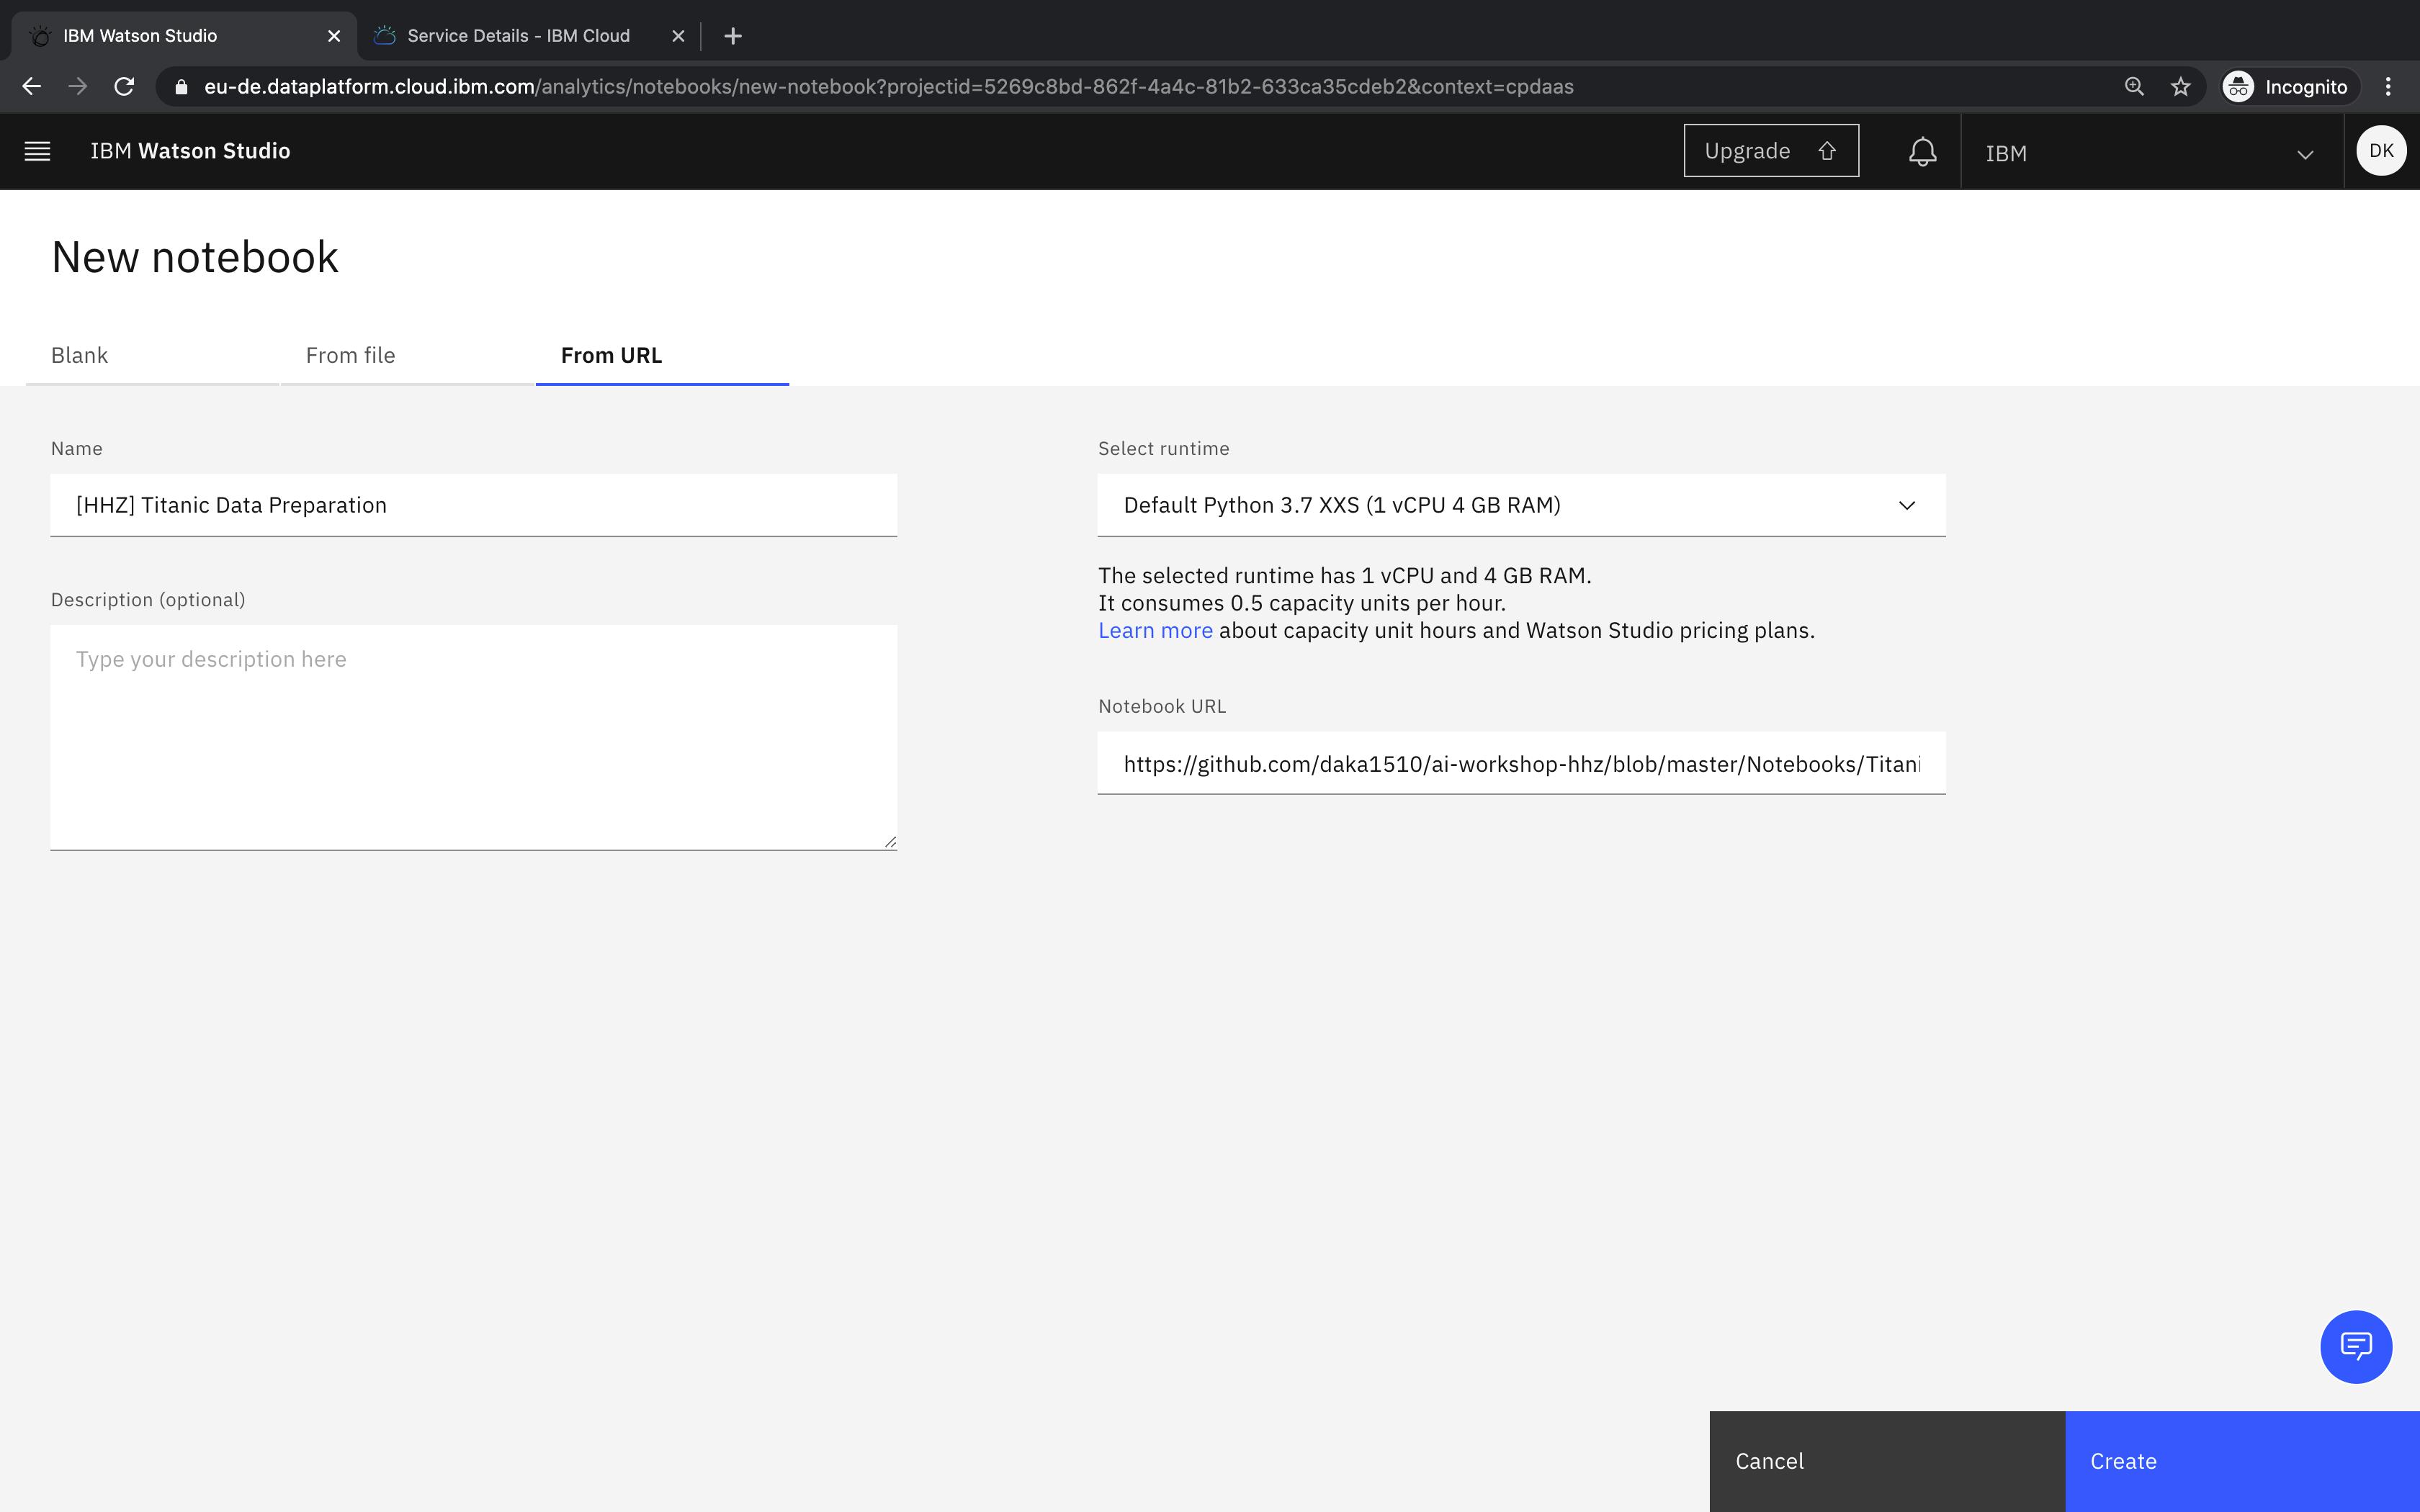 IBM Watson Studio
Service Details - IBM Cloud
eu-de.dataplatform.cloud.ibm.com/analytics/notebooks/new-notebook?projectid=5269c8bd-862f-4a4c-81b2-633ca35cdeb2&context=cpdaas
Incognito
IBM Watson Studio
Upgrade
IBM
DK
New notebook
Blank
From file
From URL
Name
[HHZ] Titanic Data Preparation
Description (optional)
Type your description here
Select runtime
Default Python 3.7 XXS (1 vCPU 4 GB RAM)
The selected runtime has 1 vCPU and 4 GB RAM.
It consumes 0.5 capacity units per hour.
Learn more about capacity unit hours and Watson Studio pricing plans.
Notebook URL
https://github.com/daka1510/ai-workshop-hhz/blob/master/Notebooks/Titani
Cancel
Create